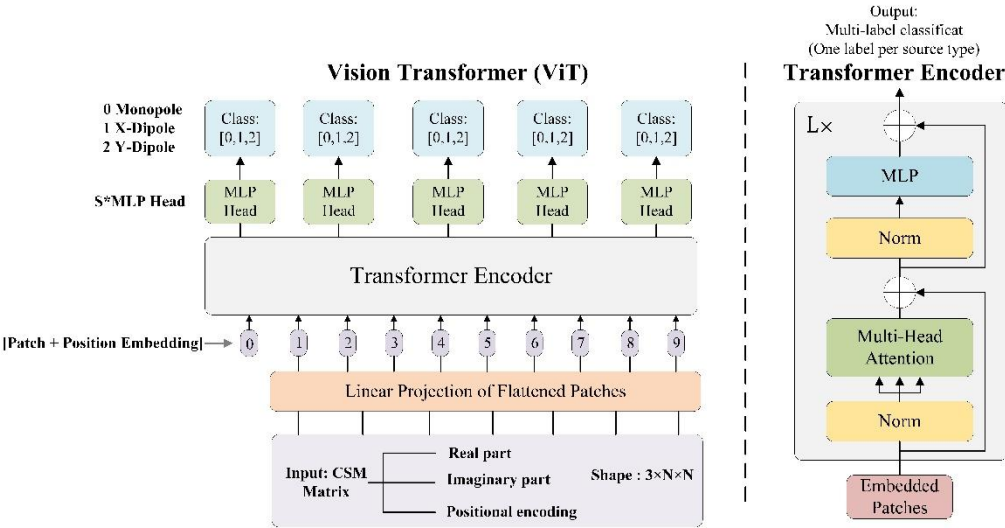 Vision Transformer (ViT)
0 Monopole
1 X-Dipole
2 Y-Dipole
Class:
[0,1,2]
Class:
[0,1,2]
Class:
[0,1,2]
Class:
[0,1,2]
Class:
[0,1,2]
S*MLP Head
MLP
Head
MLP
Head
MLP
Head
MLP
Head
MLP
Head
Transformer Encoder
[Patch + Position Embedding]
0 1 2 3 4 5 6 7 8 9
Linear Projection of Flattened Patches
Input: CSM
Matrix
Real part
Imaginary part
Positional encoding
Shape : 3×N×N
Output:
Multi-label classificat
(One label per source type)
Transformer Encoder
L×
MLP
Norm
Multi-Head
Attention
Norm
Embedded
Patches